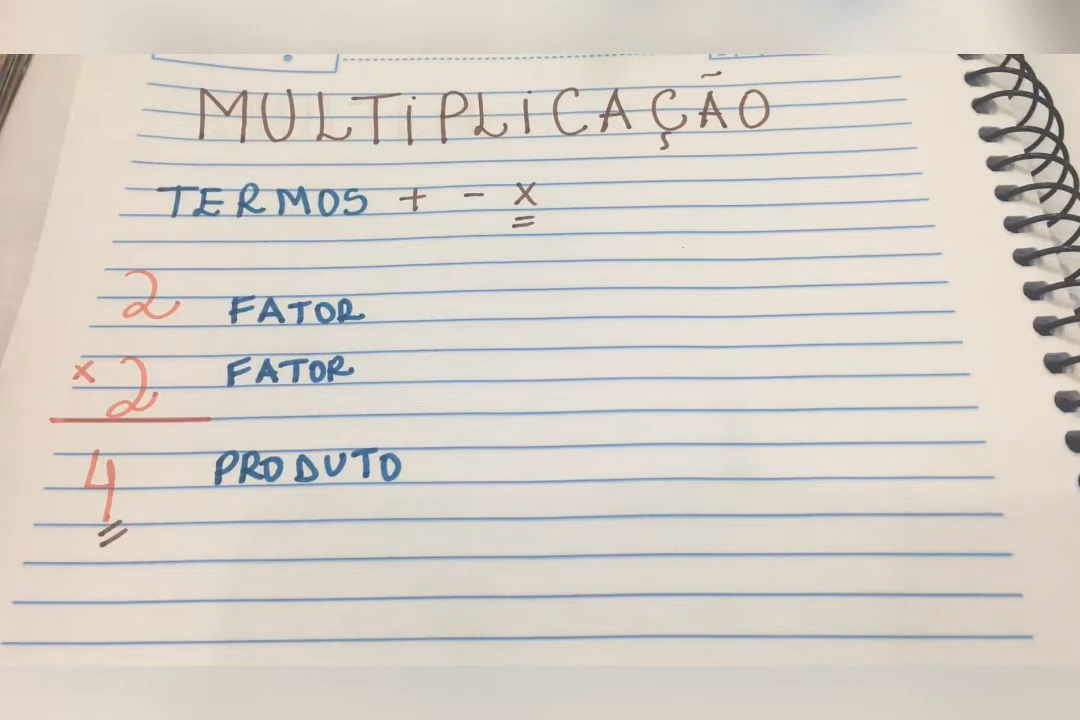 MULTIPLICAÇÃO
TERMOS + - x
2 FATOR
x 2 FATOR
4 PRODUTO